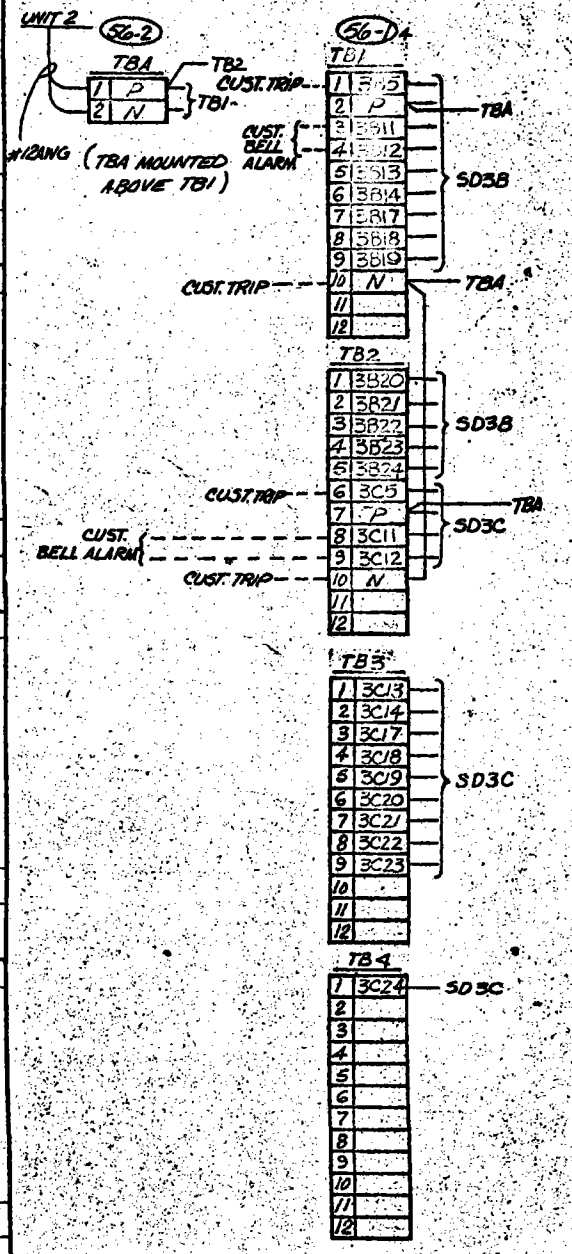 UNIT 2
56-2
TBA
TB2
1 P
2 N
TB1
#12AWG
(TBA MOUNTED
ABOVE TB1)
56-1 4
TB1
CUST. TRIP
1 3B5
2 P
TBA
CUST.
BELL
ALARM
3 3B11
4 3B12
5 3B13
SD3B
6 3B14
7 3B17
8 3B18
9 3B19
CUST. TRIP
10 N
TBA
11
12
TB2
1 3B20
2 3B21
3 3B22
SD3B
4 3B23
5 3B24
CUST. TRIP
6 3C5
7 P
TBA
SD3C
CUST.
BELL ALARM
8 3C11
9 3C12
CUST. TRIP
10 N
11
12
TB3
1 3C13
2 3C14
3 3C17
4 3C18
5 3C19
SD3C
6 3C20
7 3C21
8 3C22
9 3C23
10
11
12
TB4
1 3C24
SD3C
2
3
4
5
6
7
8
9
10
11
12